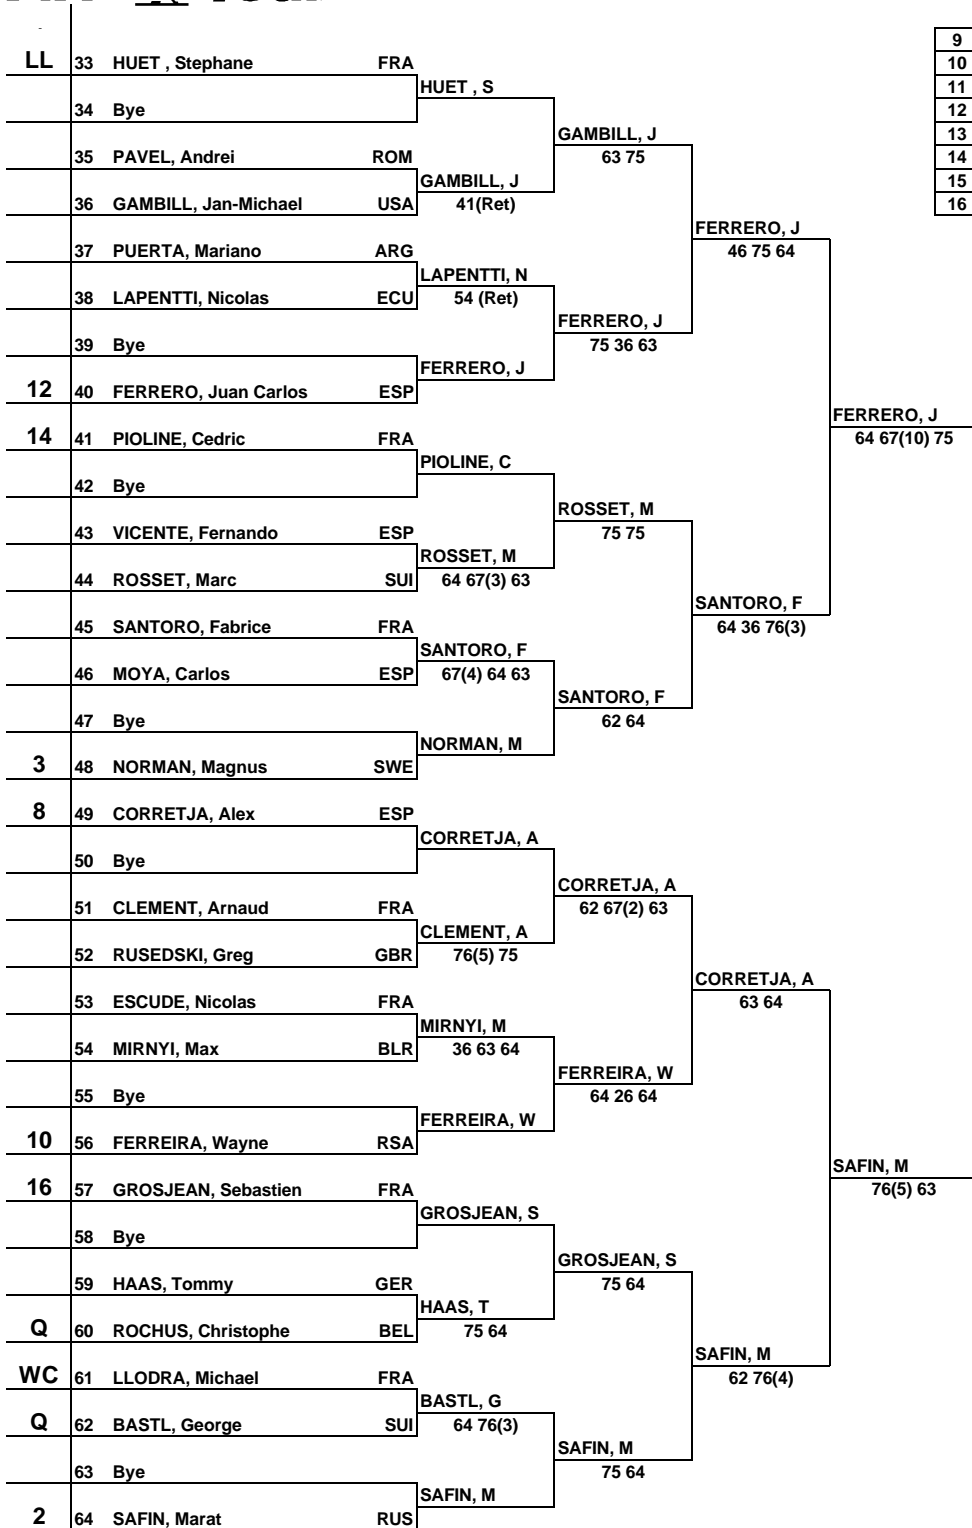 LL 33 HUET , Stephane FRA
HUET , S
34 Bye
GAMBILL, J
63 75
35 PAVEL, Andrei ROM
GAMBILL, J
41(Ret)
36 GAMBILL, Jan-Michael USA
FERRERO, J
46 75 64
37 PUERTA, Mariano ARG
LAPENTTI, N
54 (Ret)
38 LAPENTTI, Nicolas ECU
FERRERO, J
75 36 63
39 Bye
FERRERO, J
12 40 FERRERO, Juan Carlos ESP
FERRERO, J
64 67(10) 75
14 41 PIOLINE, Cedric FRA
PIOLINE, C
42 Bye
ROSSET, M
75 75
43 VICENTE, Fernando ESP
ROSSET, M
64 67(3) 63
44 ROSSET, Marc SUI
SANTORO, F
64 36 76(3)
45 SANTORO, Fabrice FRA
SANTORO, F
67(4) 64 63
46 MOYA, Carlos ESP
SANTORO, F
62 64
47 Bye
NORMAN, M
3 48 NORMAN, Magnus SWE
8 49 CORRETJA, Alex ESP
CORRETJA, A
50 Bye
CORRETJA, A
62 67(2) 63
51 CLEMENT, Arnaud FRA
CLEMENT, A
76(5) 75
52 RUSEDSKI, Greg GBR
CORRETJA, A
63 64
53 ESCUDE, Nicolas FRA
MIRNYI, M
36 63 64
54 MIRNYI, Max BLR
FERREIRA, W
64 26 64
55 Bye
FERREIRA, W
10 56 FERREIRA, Wayne RSA
SAFIN, M
76(5) 63
16 57 GROSJEAN, Sebastien FRA
GROSJEAN, S
58 Bye
GROSJEAN, S
75 64
59 HAAS, Tommy GER
HAAS, T
75 64
Q 60 ROCHUS, Christophe BEL
SAFIN, M
62 76(4)
WC 61 LLODRA, Michael FRA
BASTL, G
64 76(3)
Q 62 BASTL, George SUI
SAFIN, M
75 64
63 Bye
SAFIN, M
2 64 SAFIN, Marat RUS
9
10
11
12
13
14
15
16